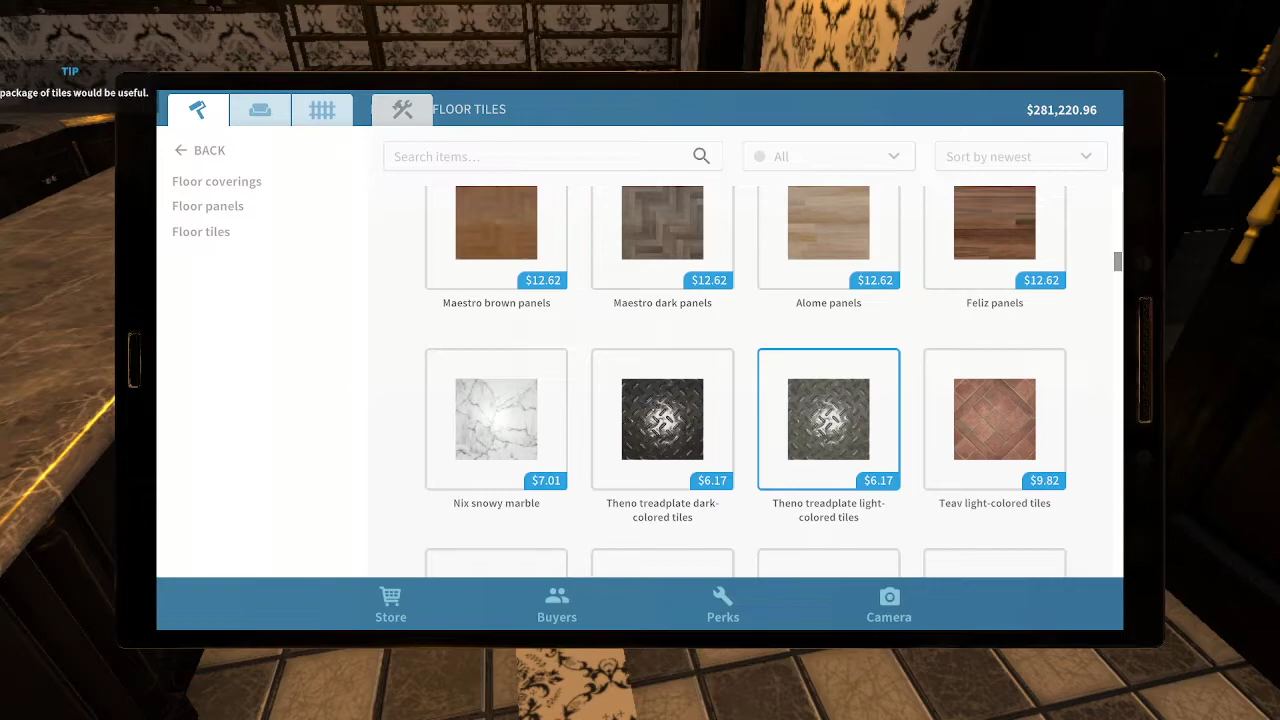 TIP
package of tiles would be useful.
FLOOR TILES
$281,220.96
BACK
Floor coverings
Floor panels
Floor tiles
Search items...
All
Sort by newest
$12.62
$12.62
$12.62
$12.62
Maestro brown panels
Maestro dark panels
Alome panels
Feliz panels
$7.01
$6.17
$6.17
$9.82
Nix snowy marble
Theno treadplate dark-
colored tiles
Theno treadplate light-
colored tiles
Teav light-colored tiles
Store
Buyers
Perks
Camera